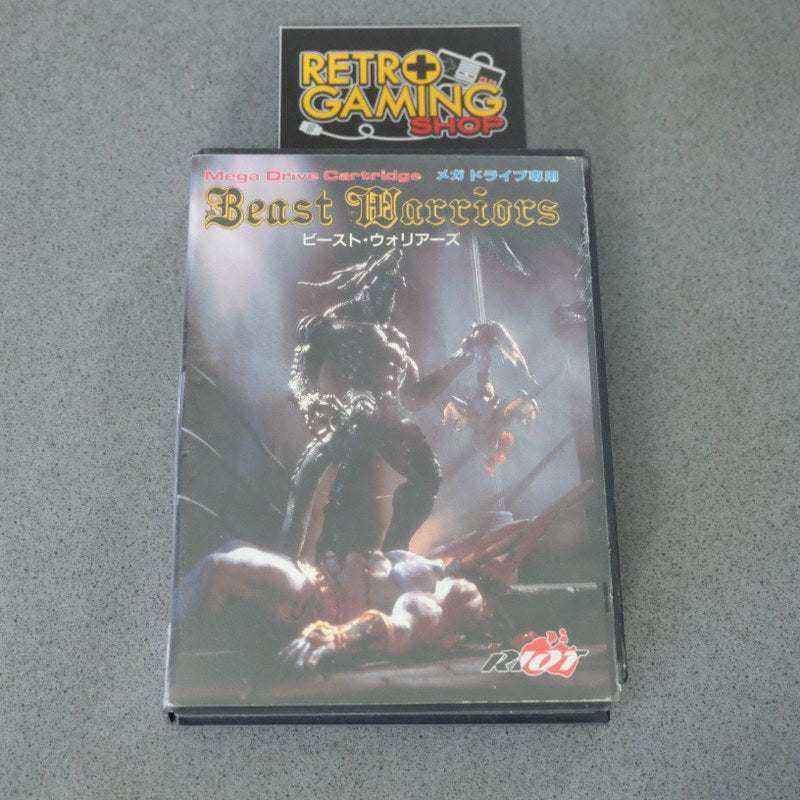 RETRO
GAMING
SHOP
Mega Drive Cartridge メガドライブ専用
Beast Warriors
ビースト・ウォリアーズ
RIOT